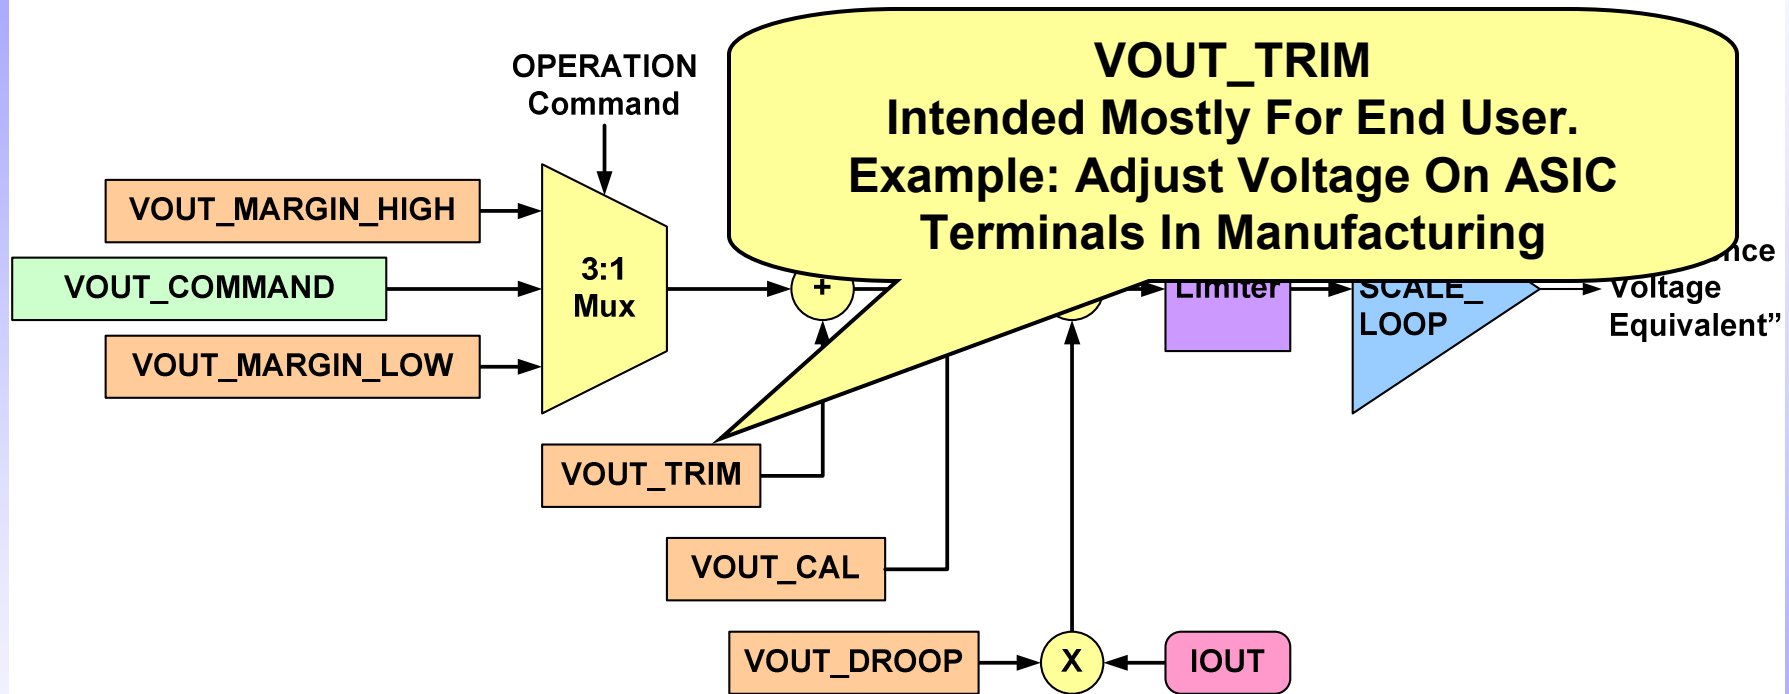 VOUT_TRIM
Intended Mostly For End User.
Example: Adjust Voltage On ASIC
Terminals In Manufacturing
OPERATION
Command
VOUT_MARGIN_HIGH
VOUT_COMMAND
VOUT_MARGIN_LOW
3:1
Mux
+
Limiter
SCALE_
LOOP
Voltage
Equivalent”
VOUT_TRIM
VOUT_CAL
VOUT_DROOP
X
IOUT